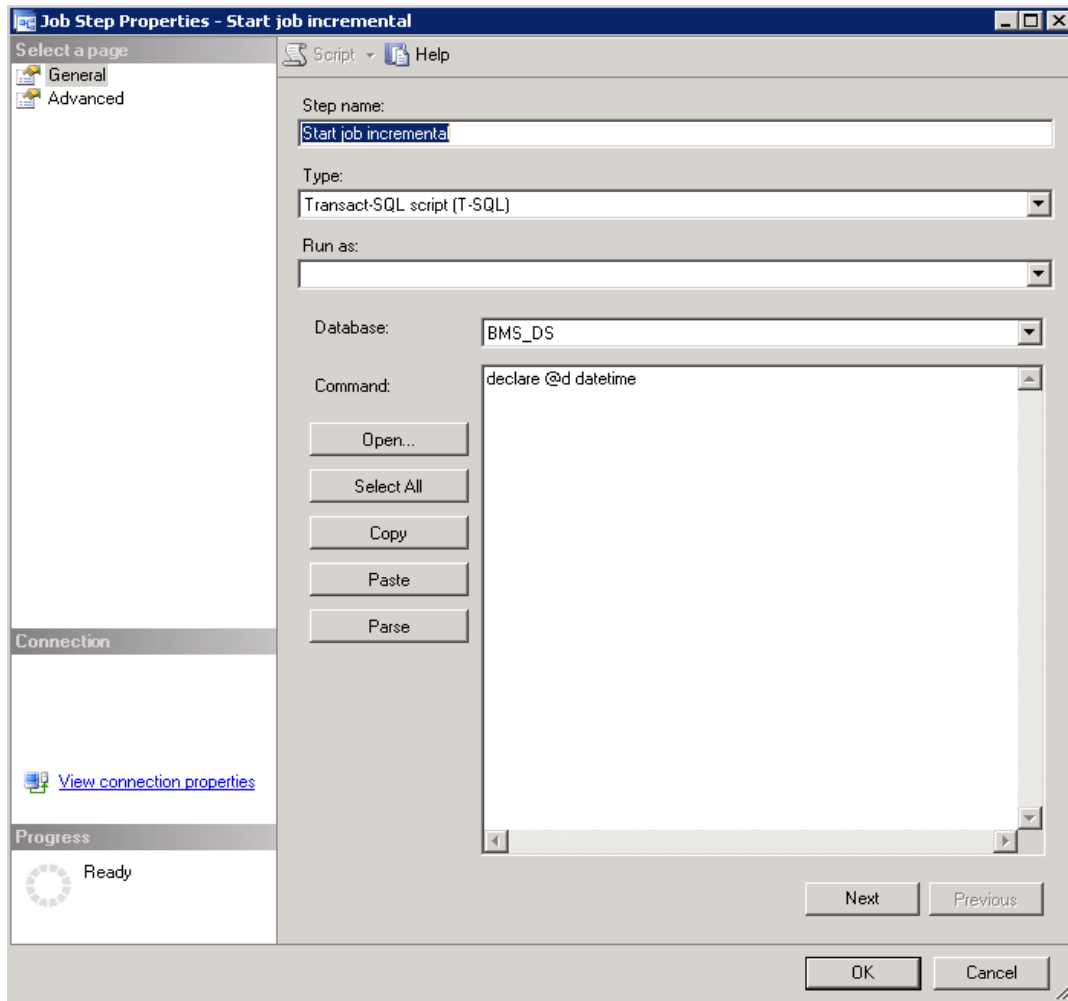 Job Step Properties - Start job incremental
Select a page
General
Advanced
Script
Help
Step name:
Start job incremental
Type:
Transact-SQL script (T-SQL)
Run as:
Database:
BMS_DS
Command:
declare @d datetime
Open...
Select All
Copy
Paste
Parse
Connection
View connection properties
Progress
Ready
Next
Previous
OK
Cancel